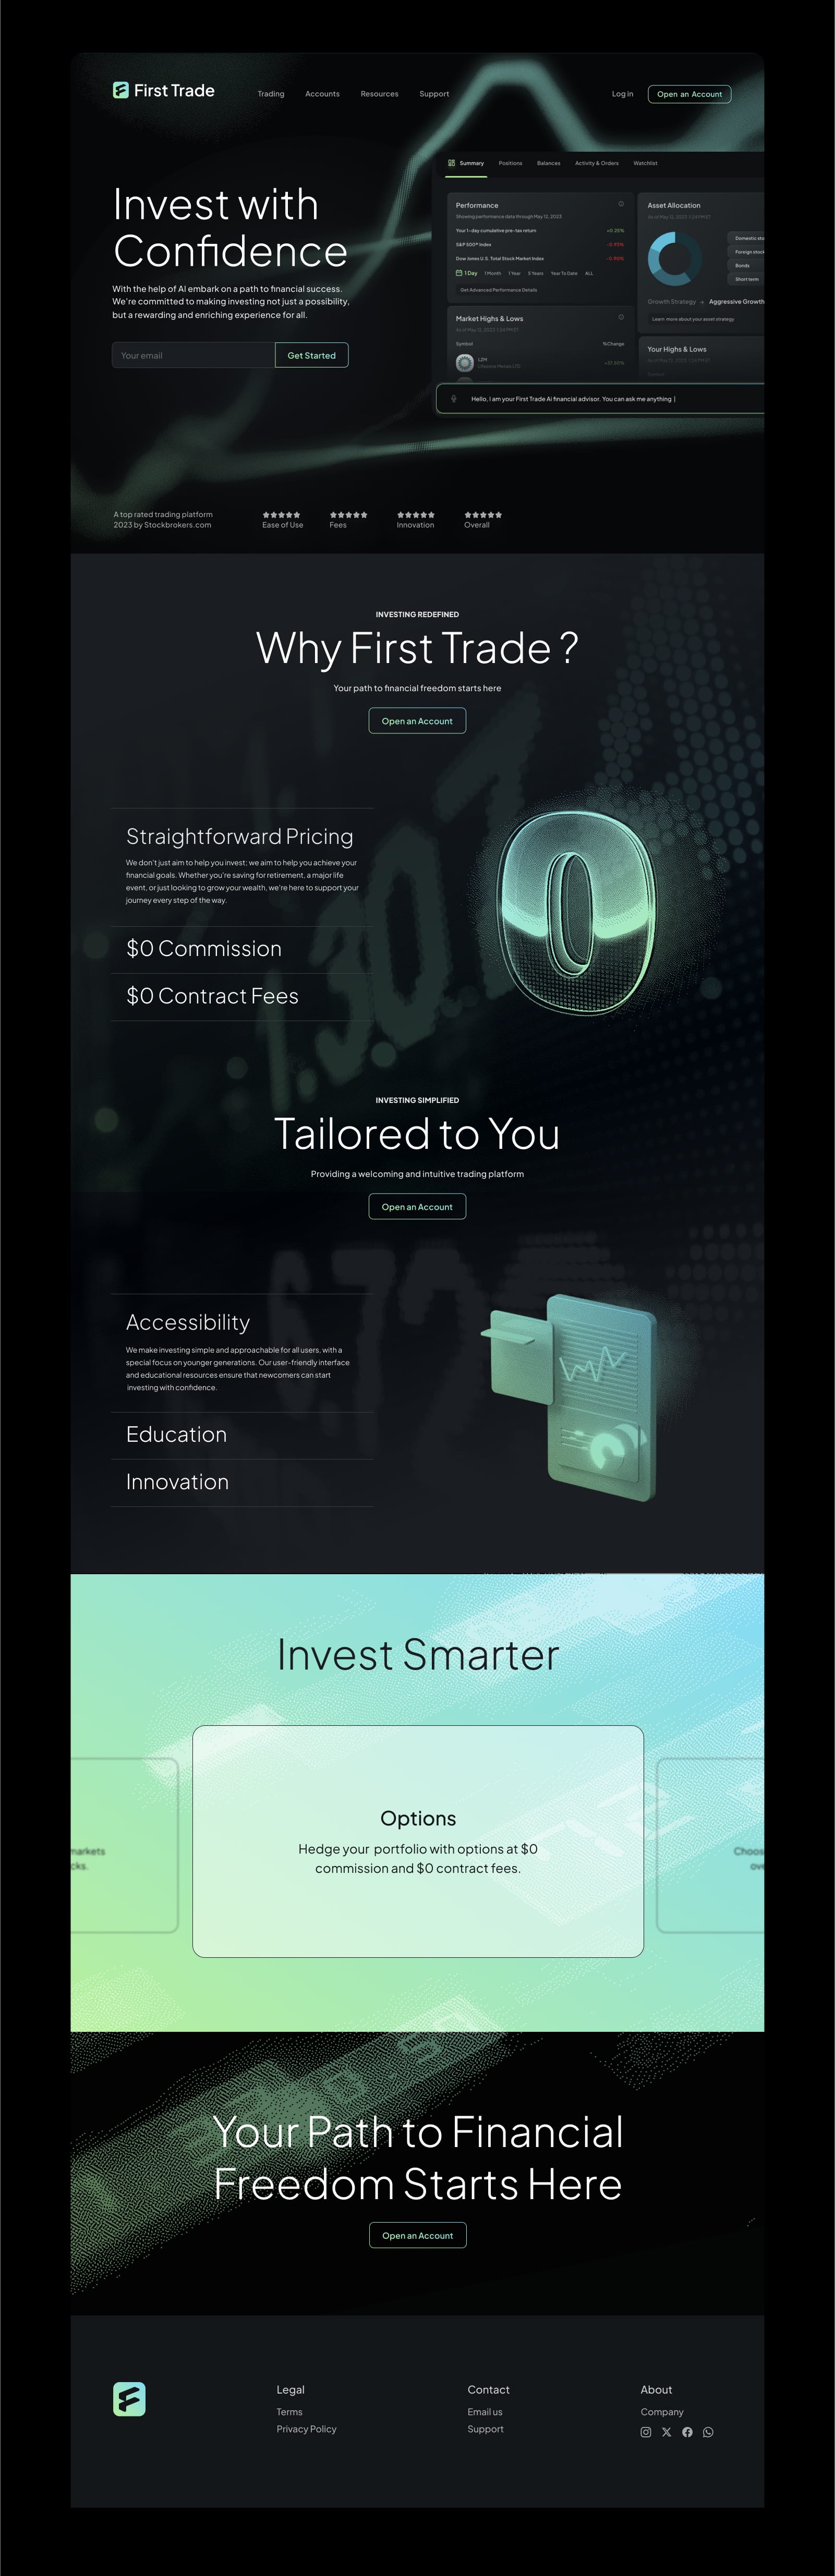 First Trade
Trading
Accounts
Resources
Support
Log in
Open an Account
Invest with
Confidence
With the help of AI embark on a path to financial success.
We're committed to making investing not just a possibility,
but a rewarding and enriching experience for all.
Your email
Get Started
Summary
Positions
Balances
Activity & Orders
Watchlist
Performance
Showing performance data through May 12, 2023
Your 1-day cumulative pre-tax return +0.25%
S&P 500® Index
Dow Jones U.S. Total Stock Market Index
1 Day
1 Month
1 Year
5 Years
Year To Date
ALL
Get Advanced Performance Details
Market Highs & Lows
Symbol %Change
LZM
Asset Allocation
Domestic sto
Foreign stock
Bonds
Short term
Growth Strategy → Aggressive Growth
Learn more about your asset strategy
Your Highs & Lows
Hello, I am your First Trade Ai financial advisor. You can ask me anything |
A top rated trading platform
2023 by Stockbrokers.com
Ease of Use
Fees
Innovation
Overall
INVESTING REDEFINED
Why First Trade ?
Your path to financial freedom starts here
Open an Account
Straightforward Pricing
We don't just aim to help you invest; we aim to help you achieve your
financial goals. Whether you're saving for retirement, a major life
event, or just looking to grow your wealth, we're here to support your
journey every step of the way.
$0 Commission
$0 Contract Fees
0
INVESTING SIMPLIFIED
Tailored to You
Providing a welcoming and intuitive trading platform
Open an Account
Accessibility
We make investing simple and approachable for all users, with a
special focus on younger generations. Our user-friendly interface
and educational resources ensure that newcomers can start
investing with confidence.
Education
Innovation
Invest Smarter
markets
cks.
Options
Hedge your portfolio with options at $0
commission and $0 contract fees.
Choos
ove
Your Path to Financial
Freedom Starts Here
Open an Account
Legal
Terms
Privacy Policy
Contact
Email us
Support
About
Company